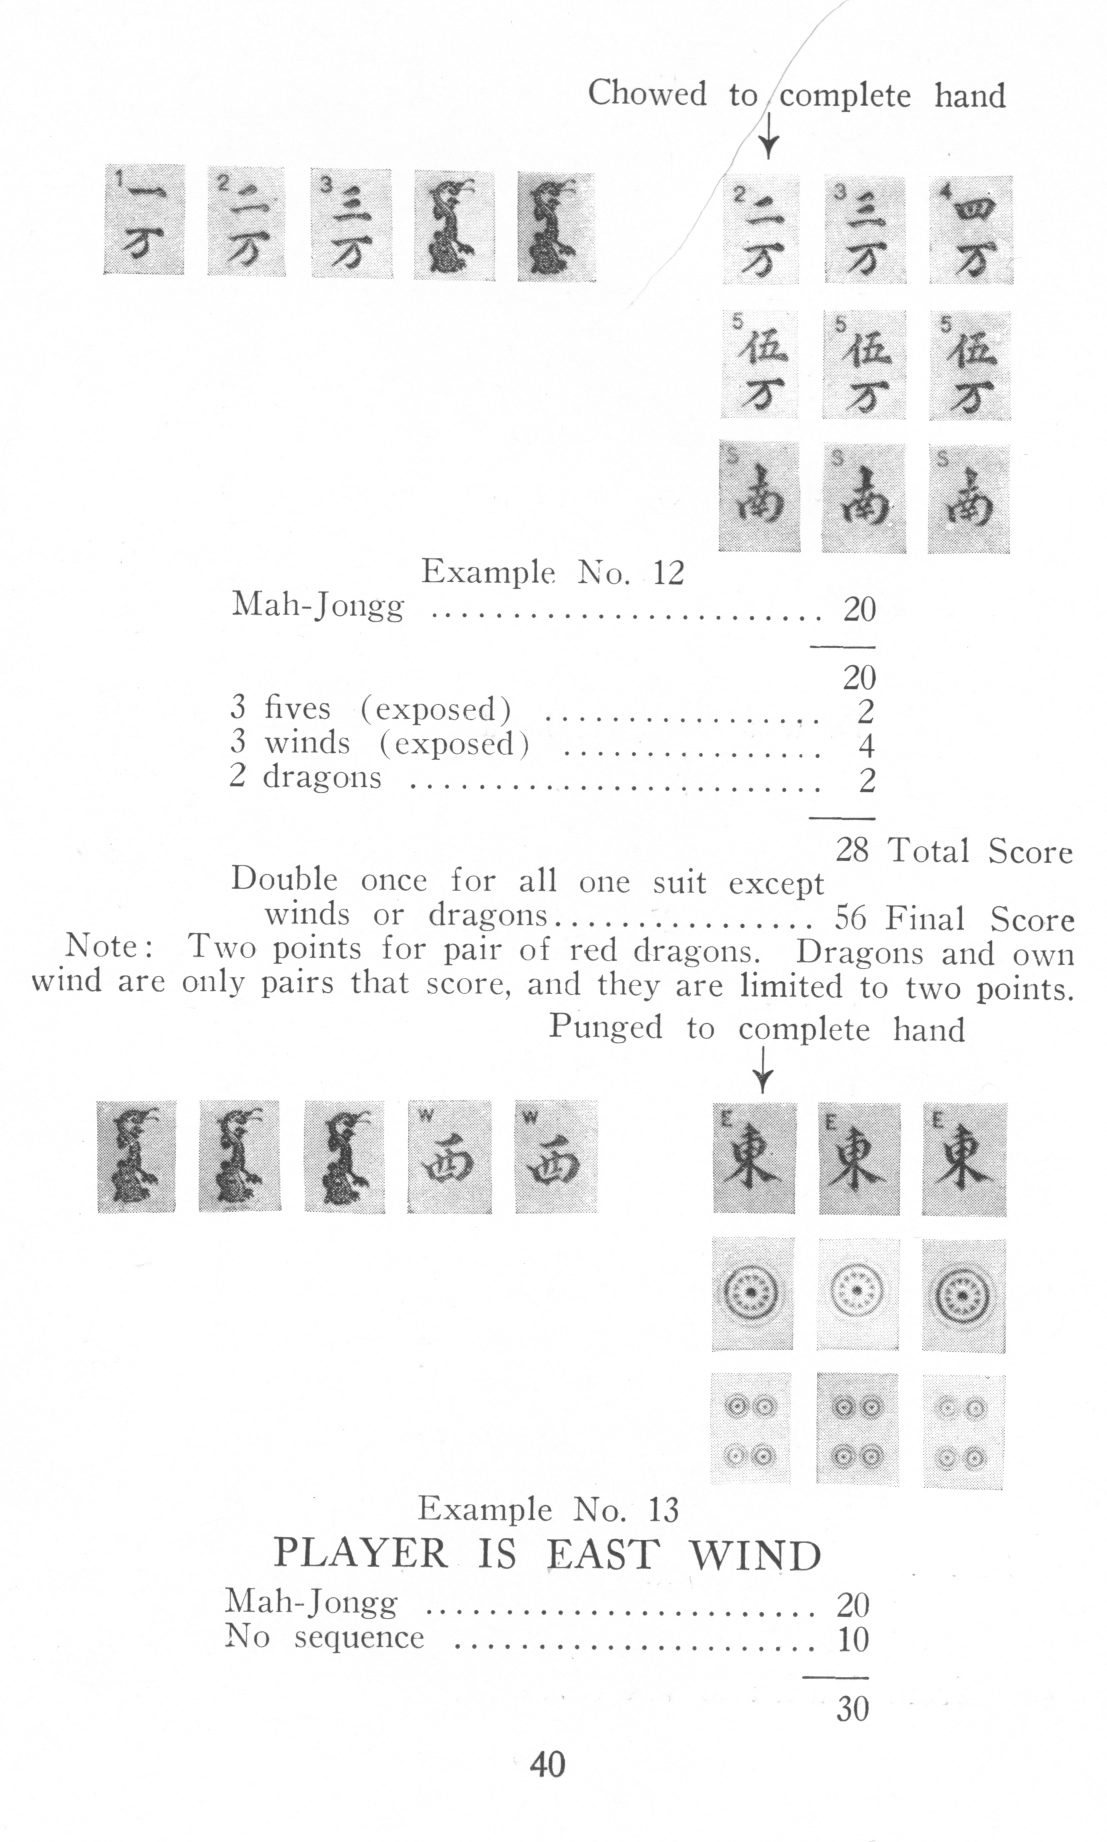 Chowed to complete hand
1 一 万 2 二 万 3 三 万 2 二 万 3 三 万 4 四 万
5 伍 万 5 伍 万 5 伍 万
S 南 S 南 S 南
Example No. 12
Mah-Jongg ........................ 20
20
3 fives (exposed) ................. 2
3 winds (exposed) ................ 4
2 dragons ......................... 2
28 Total Score
Double once for all one suit except
winds or dragons................ 56 Final Score
Note: Two points for pair of red dragons. Dragons and own
wind are only pairs that score, and they are limited to two points.
Punged to complete hand
W 西 W 西 E 東 E 東 E 東
Example No. 13
PLAYER IS EAST WIND
Mah-Jongg ........................ 20
No sequence ...................... 10
30
40